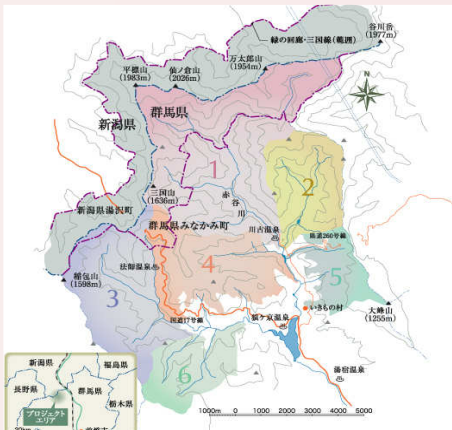 谷川岳
(1977m)
緑の回廊・三国線(鶴裡)
万太郎山
(1954m)
仙ノ倉山
(2026m)
平標山
(1983m)
群馬県
新潟県
1
2
三国山
(1636m)
赤谷川
新潟県湯沢町
群馬県みなかみ町
川古温泉
県道260号線
法師温泉
4
5
稲包山
(1598m)
3
いきもの村
大峰山
(1255m)
国道17号線
猿ヶ京温泉
湯宿温泉
6
新潟県
福島県
長野県
群馬県
栃木県
プロジェクト
エリア
1000m 0 1000 2000 3000 4000 5000
N